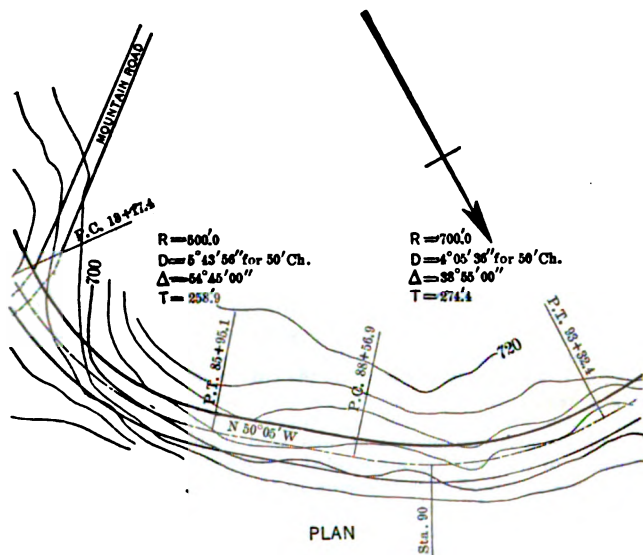 MOUNTAIN ROAD
P.C. 18+17.4
700
R=500.'0
D=5°43'56" for 50' Ch.
Δ=54°45'00"
T=258.'9
R=700.'0
D=4°05'36" for 50' Ch.
Δ=38°55'00"
T=274.'4
P.T. 85+95.1
P.C. 88+56.9
720
P.T. 93+32.4
N 50°05' W
Sta. 90
PLAN